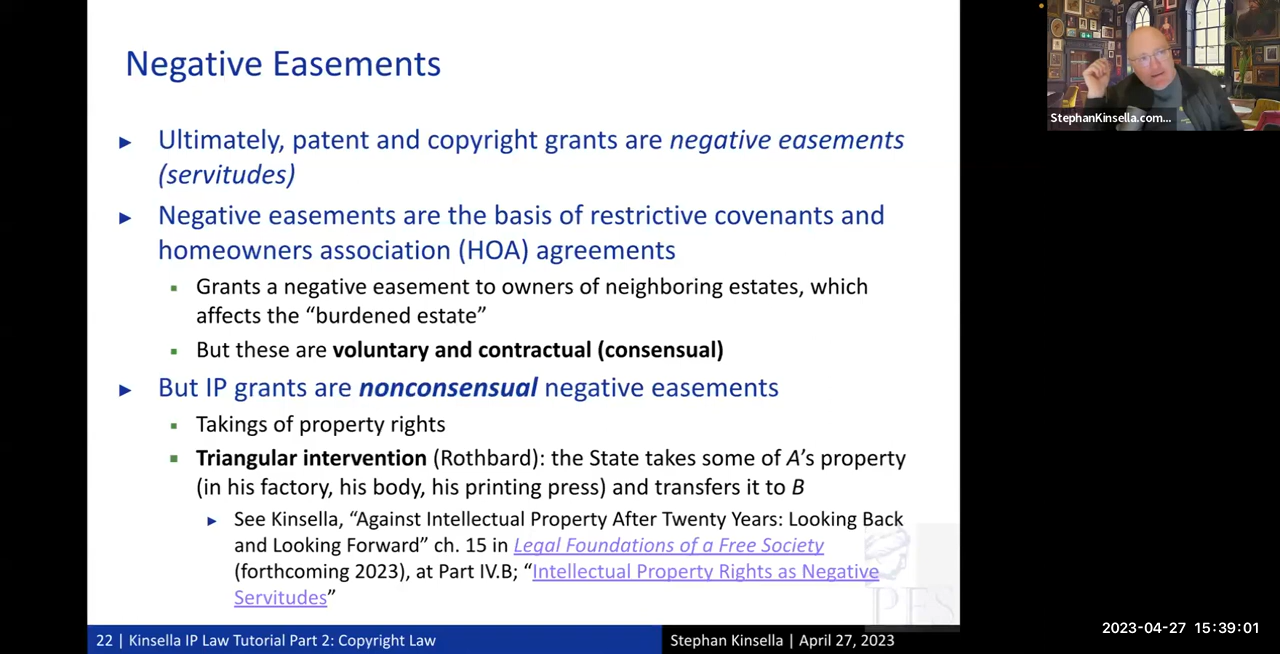 Negative Easements
► Ultimately, patent and copyright grants are negative easements
(servitudes)
► Negative easements are the basis of restrictive covenants and
homeowners association (HOA) agreements
▪ Grants a negative easement to owners of neighboring estates, which
affects the “burdened estate”
▪ But these are voluntary and contractual (consensual)
► But IP grants are nonconsensual negative easements
▪ Takings of property rights
▪ Triangular intervention (Rothbard): the State takes some of A’s property
(in his factory, his body, his printing press) and transfers it to B
► See Kinsella, “Against Intellectual Property After Twenty Years: Looking Back
and Looking Forward” ch. 15 in Legal Foundations of a Free Society
(forthcoming 2023), at Part IV.B; “Intellectual Property Rights as Negative
Servitudes”
PFS
22 | Kinsella IP Law Tutorial Part 2: Copyright Law
Stephan Kinsella | April 27, 2023
StephanKinsella.com...
2023-04-27 15:39:01